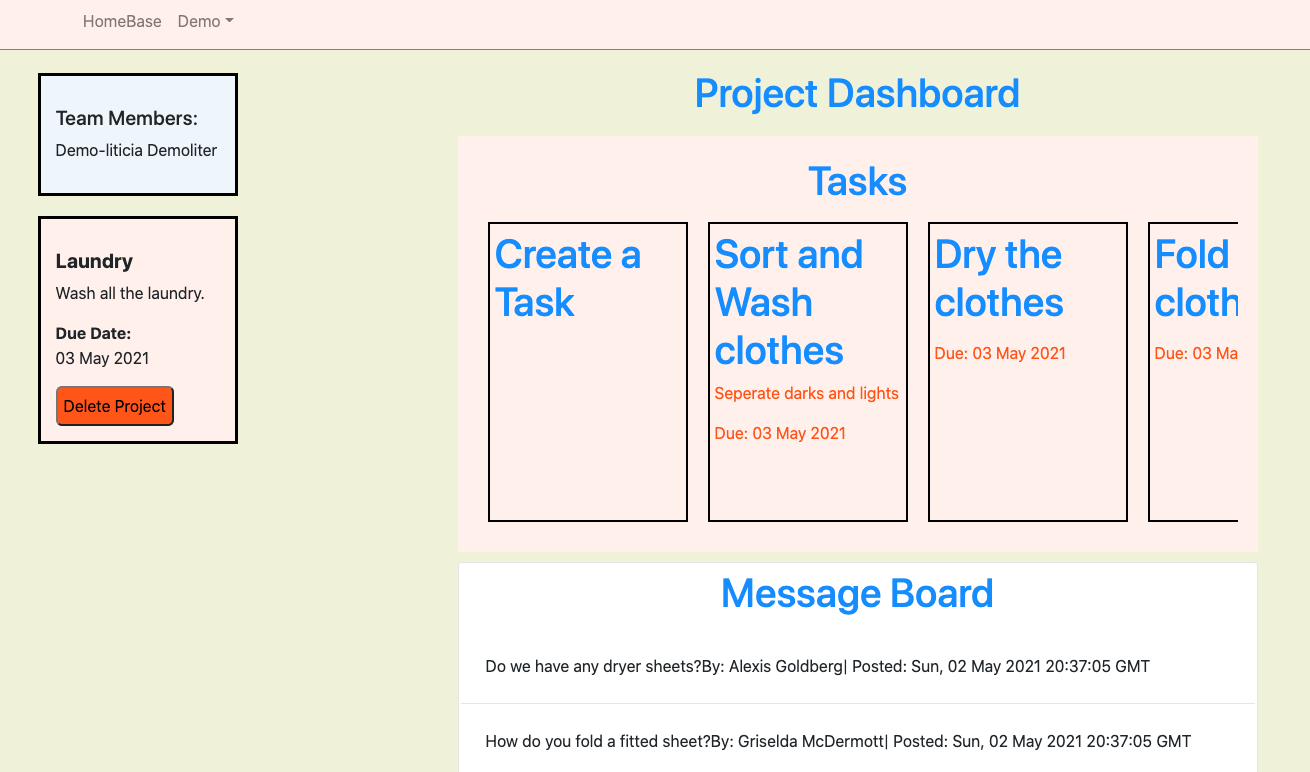 HomeBase Demo
Team Members:
Demo-liticia Demoliter
Laundry
Wash all the laundry.
Due Date:
03 May 2021
Delete Project
Project Dashboard
Tasks
Create a
Task
Sort and
Wash
clothes
Seperate darks and lights
Due: 03 May 2021
Dry the
clothes
Due: 03 May 2021
Fold
cloth
Due: 03 Ma
Message Board
Do we have any dryer sheets?By: Alexis Goldberg| Posted: Sun, 02 May 2021 20:37:05 GMT
How do you fold a fitted sheet?By: Griselda McDermott| Posted: Sun, 02 May 2021 20:37:05 GMT